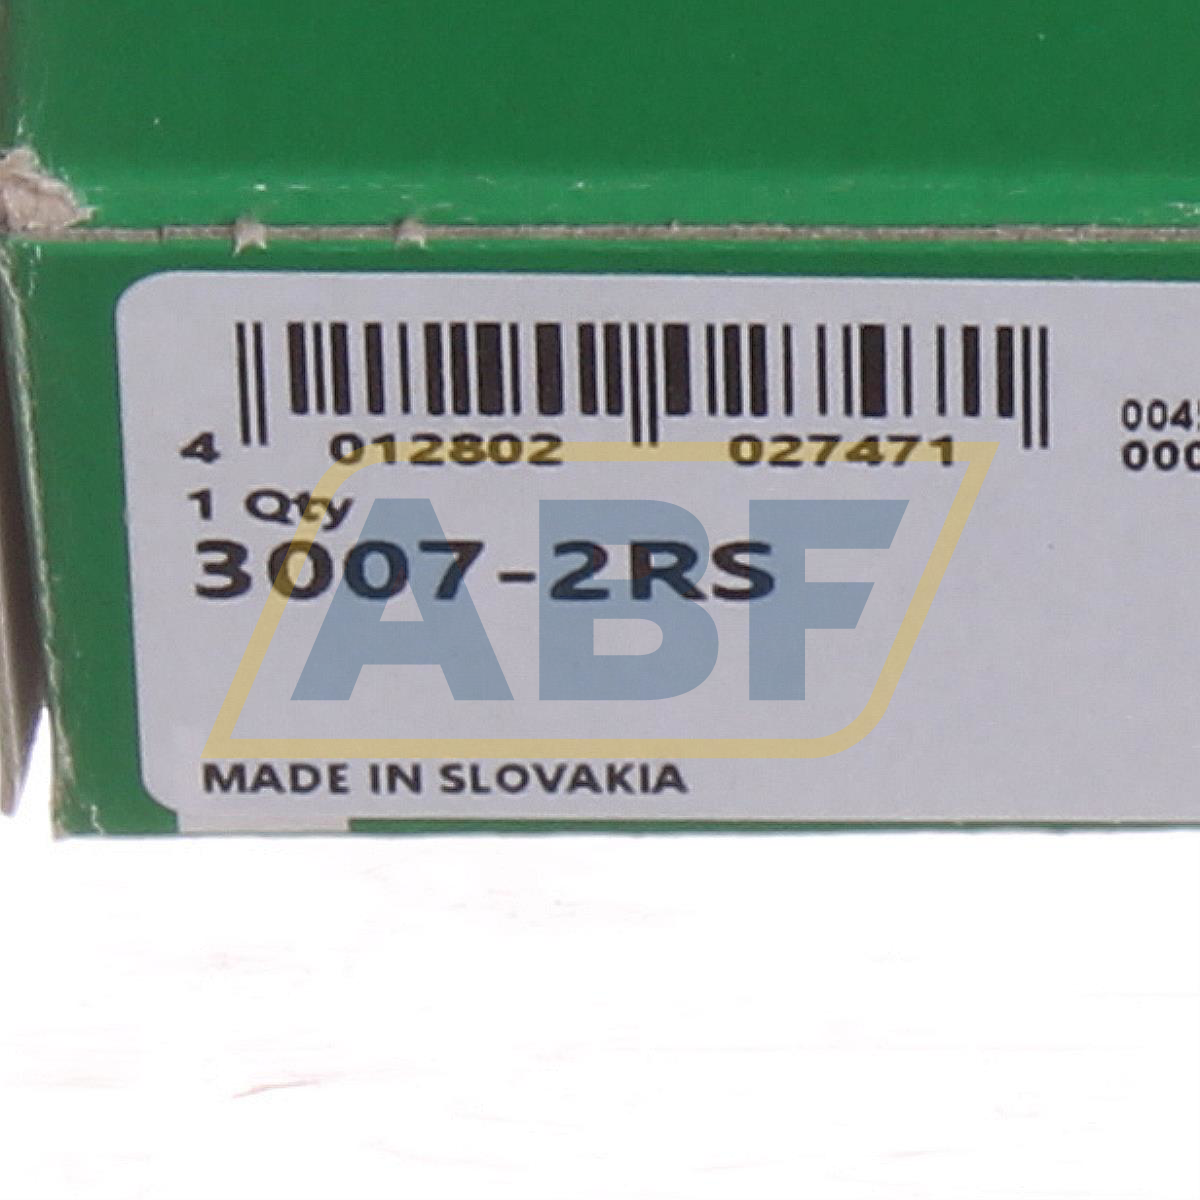 4 012802 027471
1 Qty
3007-2RS
ABF
MADE IN SLOVAKIA